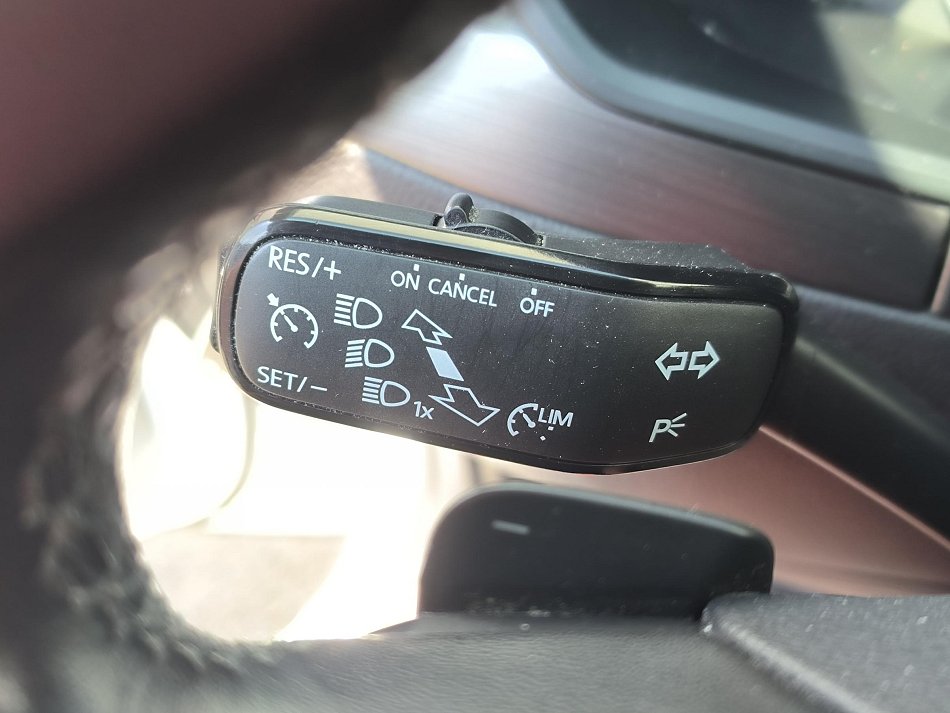 RES/+
ON CANCEL OFF
SET/−
1x
LIM
P